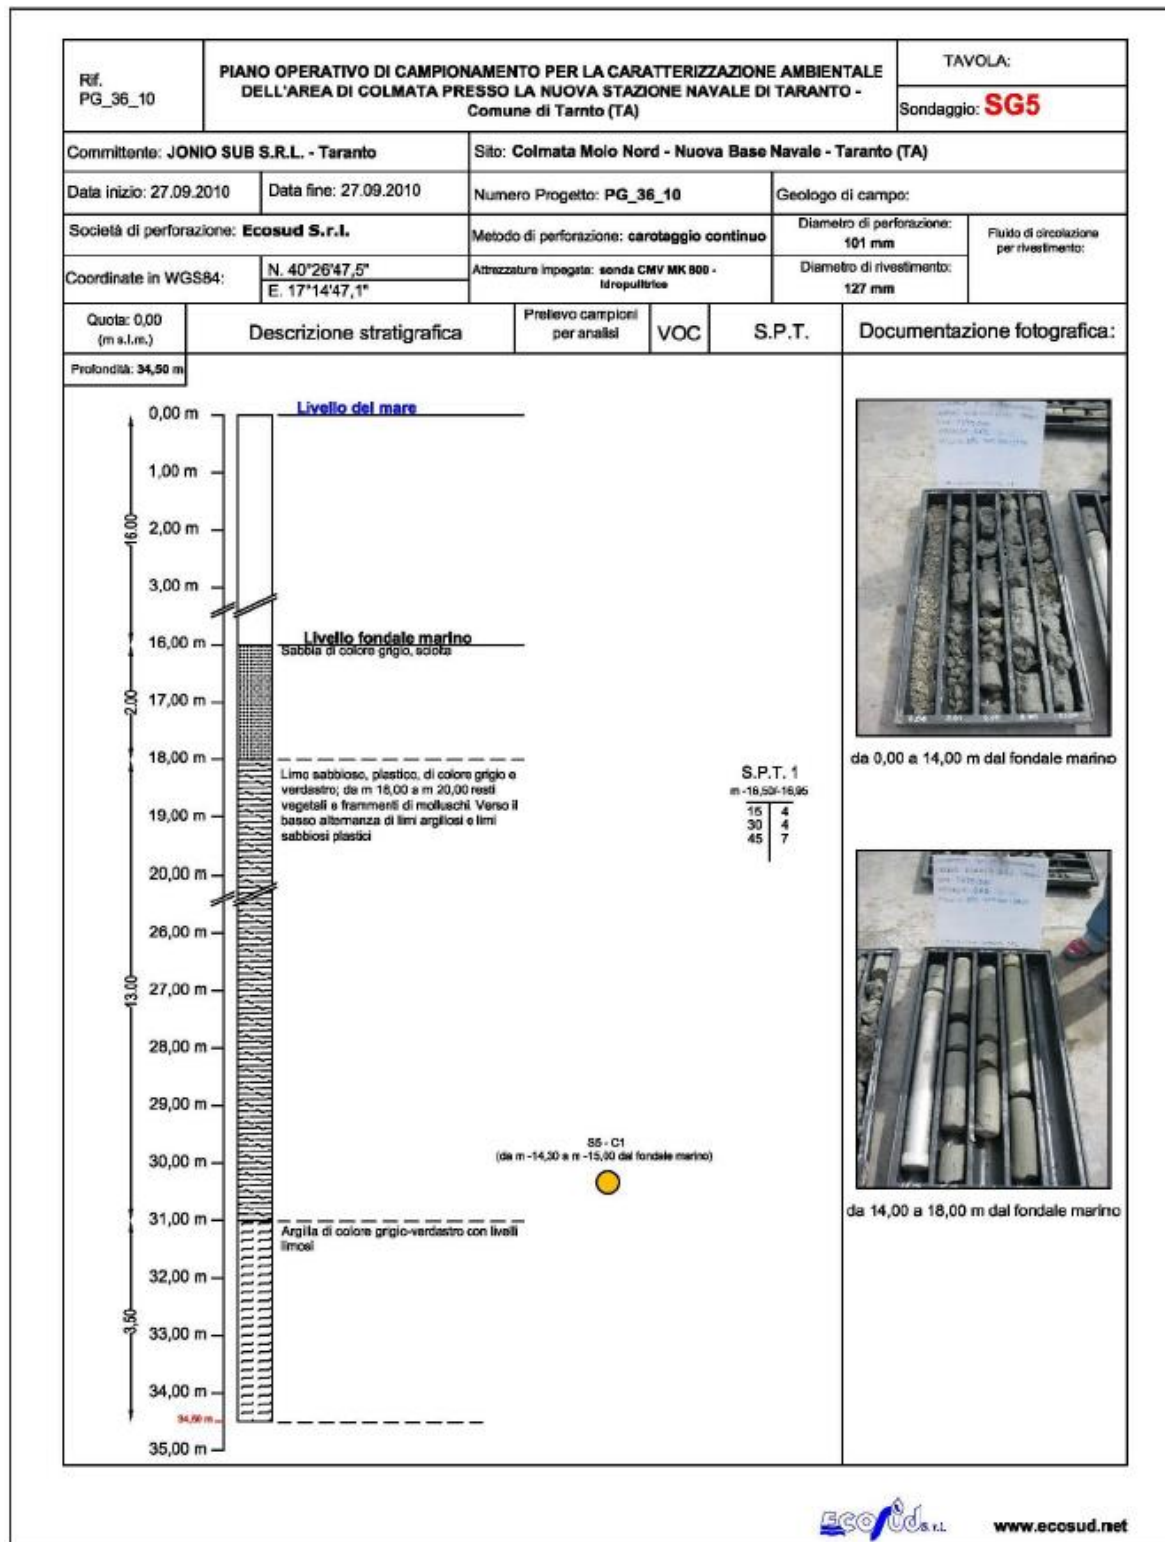 Rif.
PG_36_10
PIANO OPERATIVO DI CAMPIONAMENTO PER LA CARATTERIZZAZIONE AMBIENTALE
DELL'AREA DI COLMATA PRESSO LA NUOVA STAZIONE NAVALE DI TARANTO -
Comune di Tarnto (TA)
TAVOLA:
Sondaggio: SG5
Committente: JONIO SUB S.R.L. - Taranto
Sito: Colmata Molo Nord - Nuova Base Navale - Taranto (TA)
Data inizio: 27.09.2010
Data fine: 27.09.2010
Numero Progetto: PG_36_10
Geologo di campo:
Società di perforazione: Ecosud S.r.l.
Metodo di perforazione: carotaggio continuo
Diametro di perforazione:
101 mm
Fluido di circolazione
per rivestimento:
Coordinate in WGS84:
N. 40°26'47,5"
E. 17°14'47,1"
Attrezzature impegata: sonda CMV MK 800 -
Idropulitrice
Diametro di rivestimento:
127 mm
Quota: 0,00
(m s.l.m.)
Descrizione stratigrafica
Prelievo campioni
per analisi
VOC
S.P.T.
Documentazione fotografica:
Profondità: 34,50 m
0,00 m
Livello del mare
1,00 m
16.00
2,00 m
3,00 m
Livello fondale marino
16,00 m
Sabbia di colore grigio, sciolta
2.00
17,00 m
18,00 m
da 0,00 a 14,00 m dal fondale marino
Limo sabbioso, plastico, di colore grigio e
verdastro; da m 18,00 a m 20,00 resti
vegetali e frammenti di molluschi. Verso il
basso alternanza di limi argillosi e limi
sabbiosi plastici
S.P.T. 1
m -16,50/-16,95
15 4
30 4
45 7
19,00 m
20,00 m
26,00 m
13.00
27,00 m
28,00 m
29,00 m
S5 - C1
(da m -14,30 a m -15,00 dal fondale marino)
30,00 m
31,00 m
da 14,00 a 18,00 m dal fondale marino
Argilla di colore grigio-verdastro con livelli
limosi
32,00 m
3,50
33,00 m
34,00 m
34,50 m
35,00 m
ECOSUD S.r.l.
www.ecosud.net